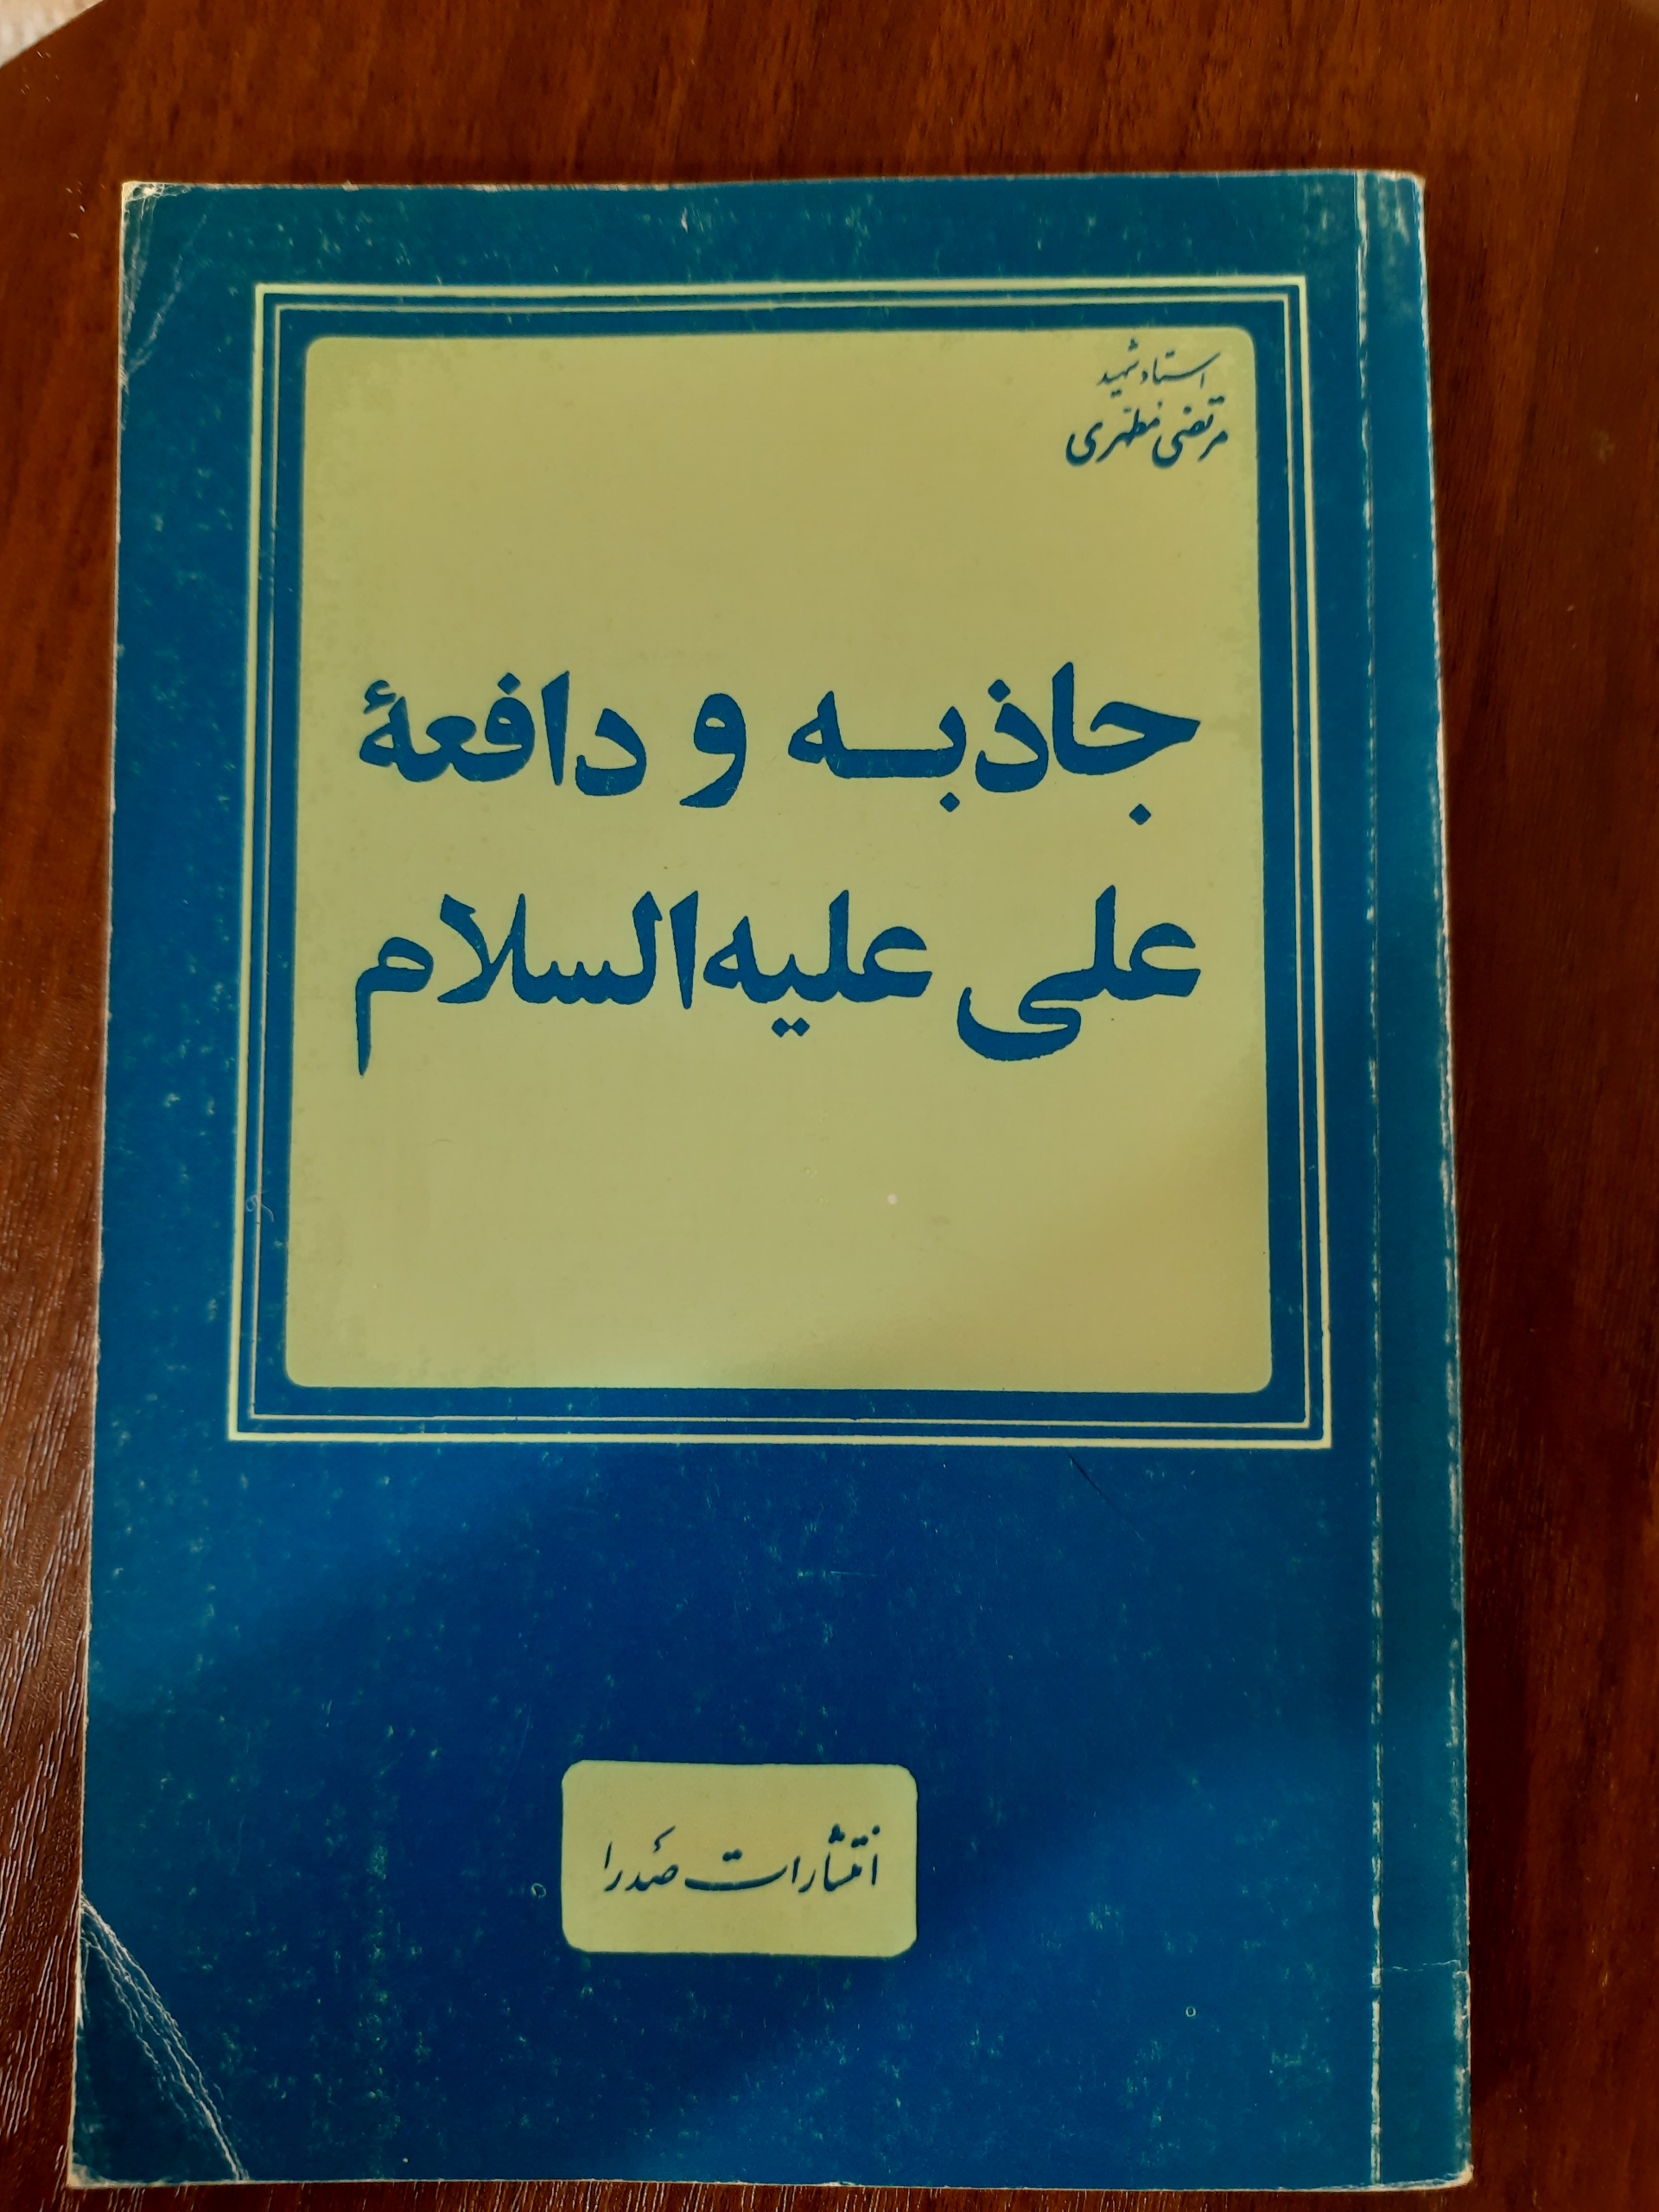 استاد شهید
مرتضی مطهری
جاذبه و دافعهٔ
علی علیه‌السلام
انتشارات صدرا